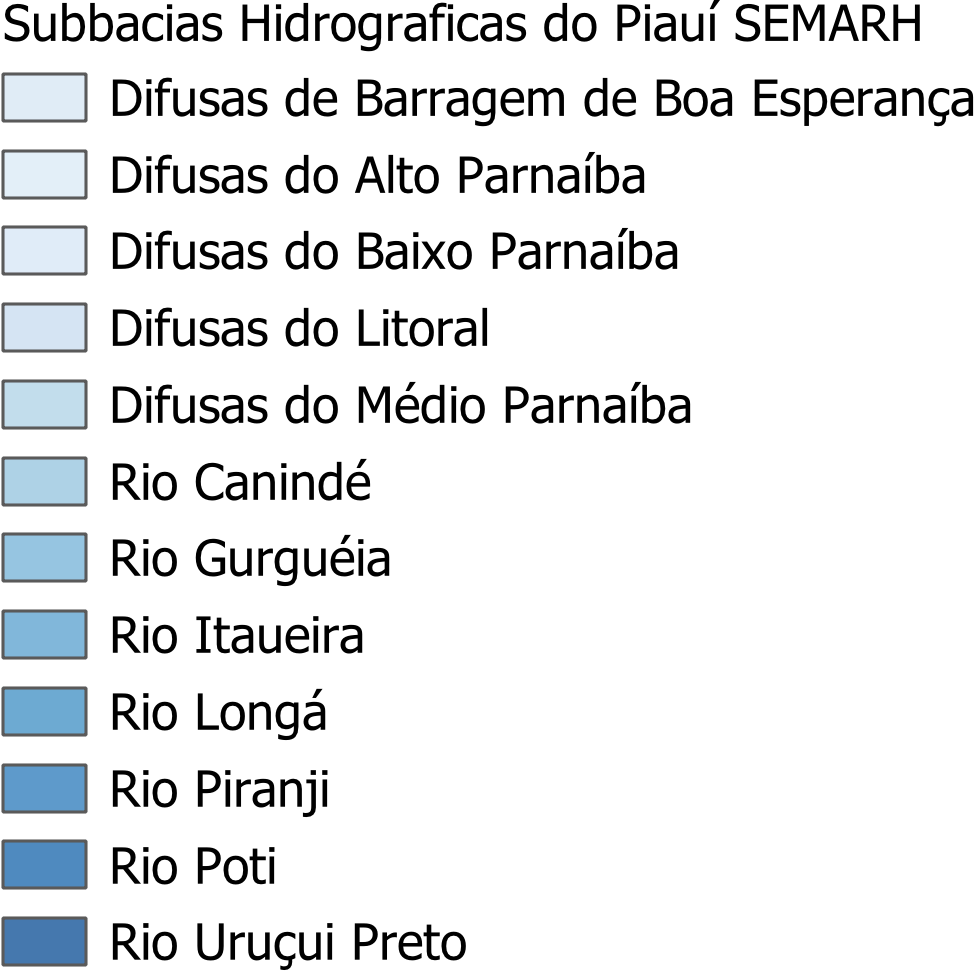 Subbacias Hidrograficas do Piauí SEMARH
Difusas de Barragem de Boa Esperança
Difusas do Alto Parnaíba
Difusas do Baixo Parnaíba
Difusas do Litoral
Difusas do Médio Parnaíba
Rio Canindé
Rio Gurguéia
Rio Itaueira
Rio Longá
Rio Piranji
Rio Poti
Rio Uruçui Preto